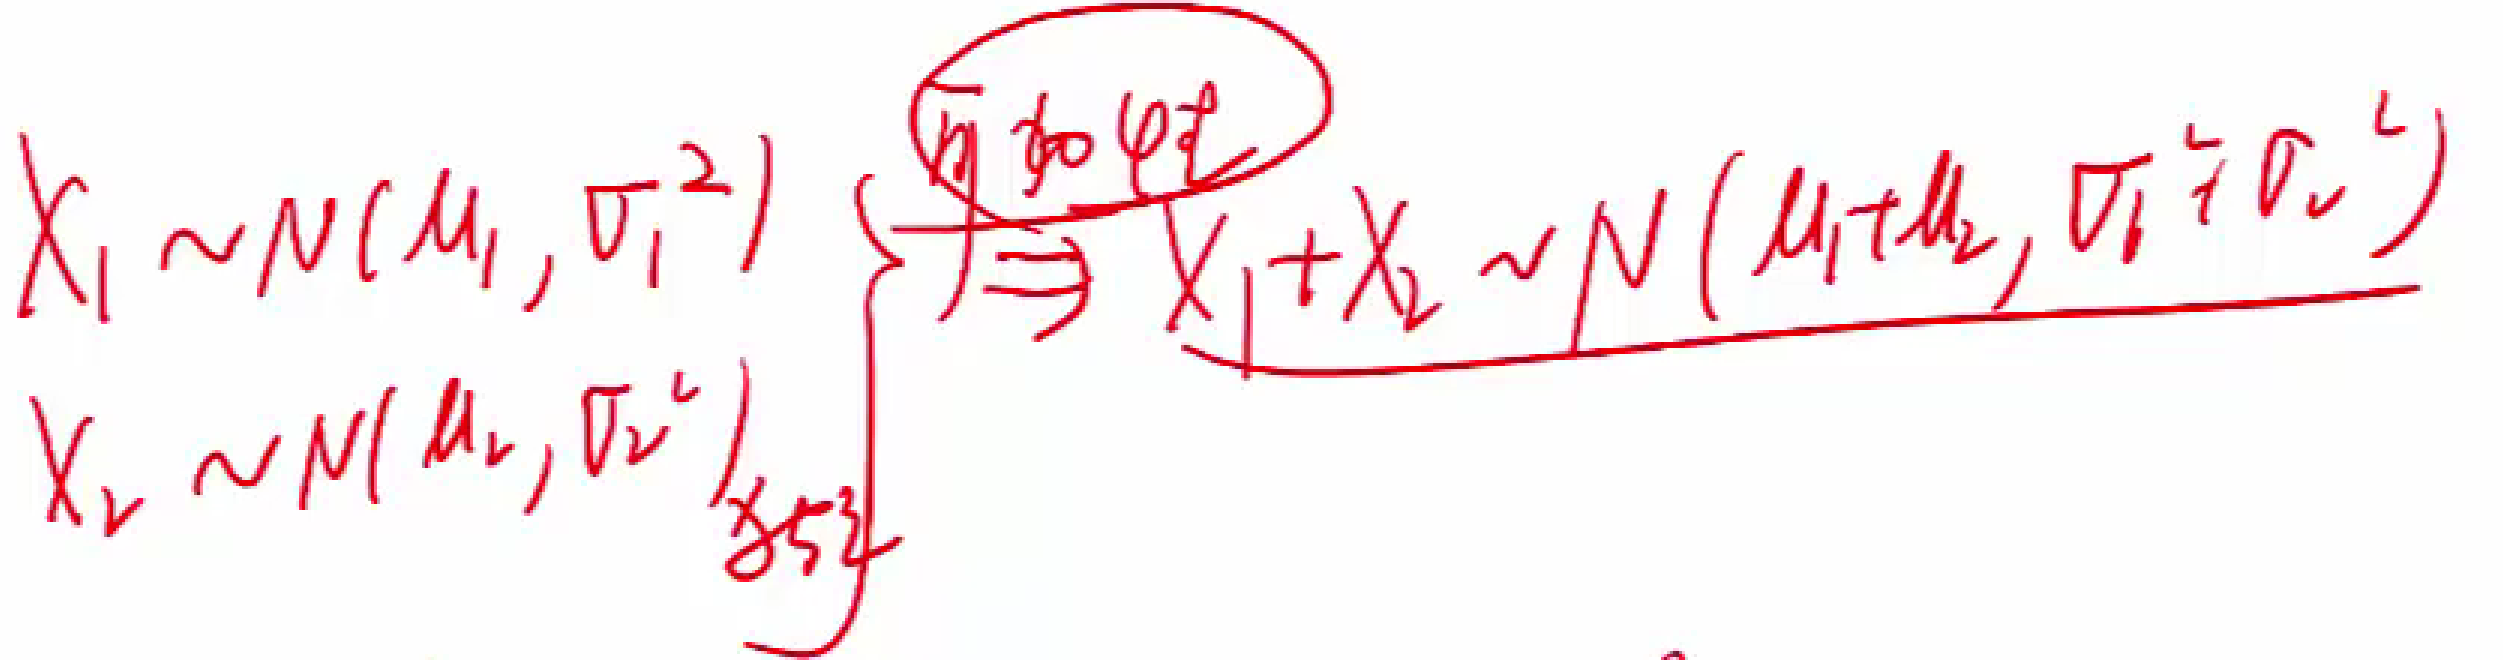 可加性
X₁ ~ N(μ₁, σ₁²) } ⇒ X₁ + X₂ ~ N(μ₁+μ₂, σ₁²+σ₂²)
X₂ ~ N(μ₂, σ₂²) 独立